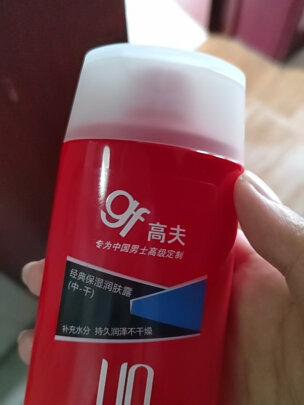 gf 高夫
专为中国男士高级定制
经典保湿润肤露
(中-干)
补充水分 持久润泽不干燥
UP